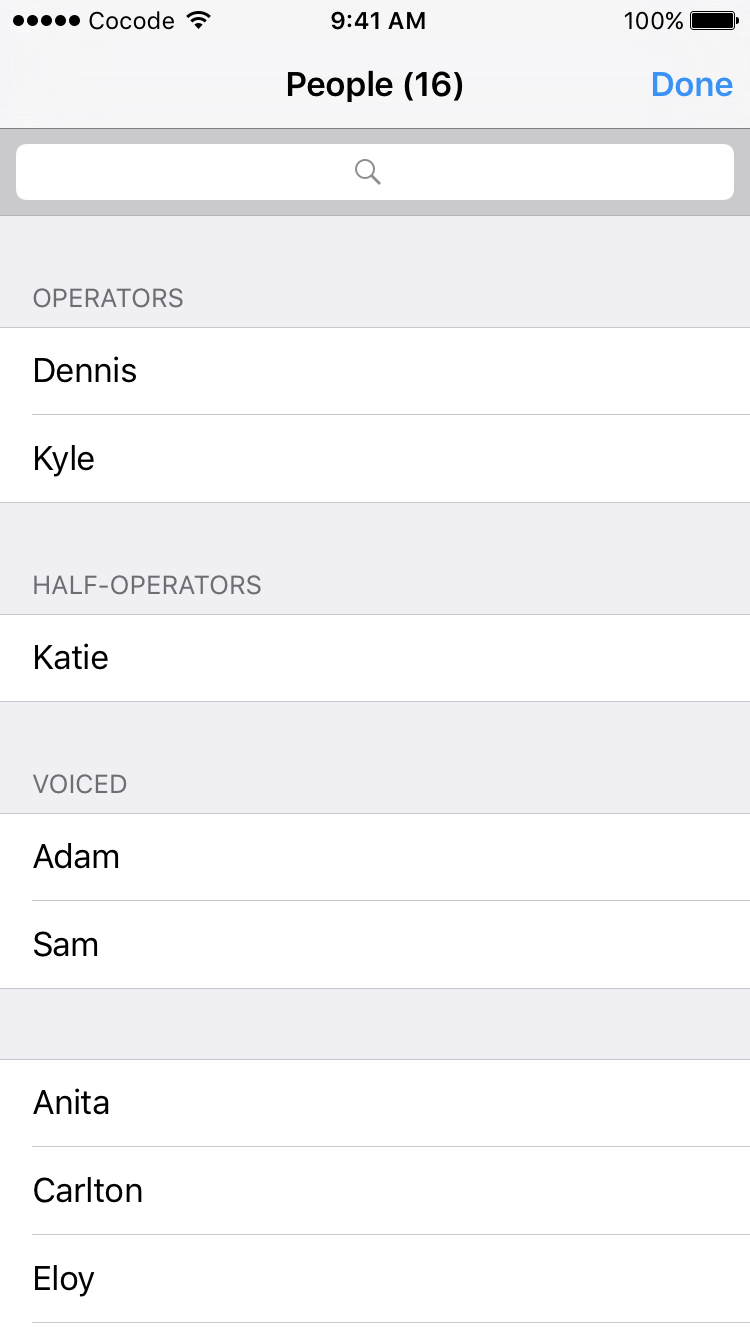 ●●●●● Cocode 9:41 AM 100%
People (16) Done
OPERATORS
Dennis
Kyle
HALF-OPERATORS
Katie
VOICED
Adam
Sam
Anita
Carlton
Eloy